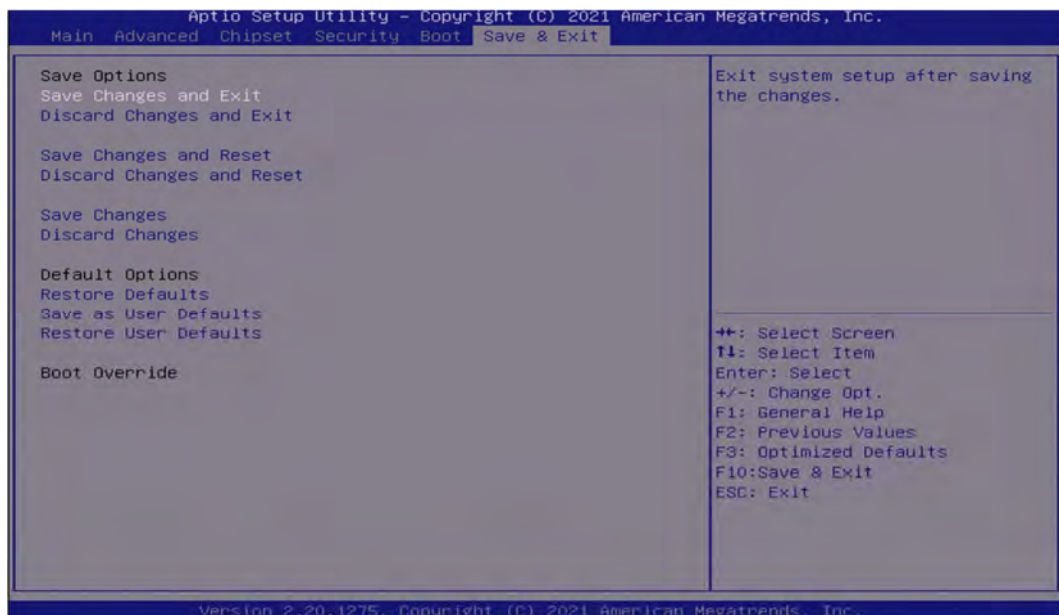 Aptio Setup Utility – Copyright (C) 2021 American Megatrends, Inc.
Main Advanced Chipset Security Boot Save & Exit
Save Options
Save Changes and Exit
Discard Changes and Exit
Save Changes and Reset
Discard Changes and Reset
Save Changes
Discard Changes
Default Options
Restore Defaults
Save as User Defaults
Restore User Defaults
Boot Override
Exit system setup after saving
the changes.
→←: Select Screen
↑↓: Select Item
Enter: Select
+/-: Change Opt.
F1: General Help
F2: Previous Values
F3: Optimized Defaults
F10:Save & Exit
ESC: Exit
Version 2.20.1275. Copyright (C) 2021 American Megatrends, Inc.